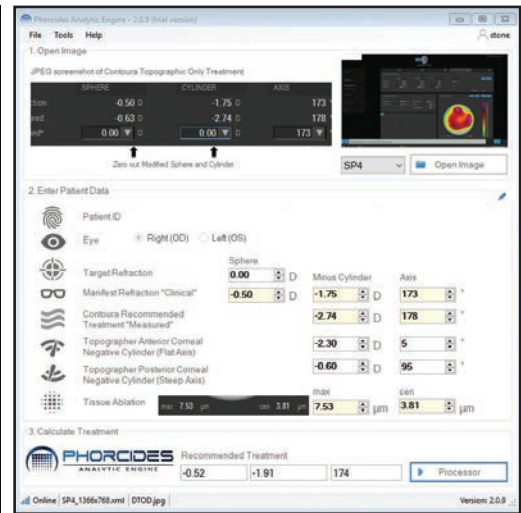 Phorcides Analytic Engine - 2.0.9 (trial version)
File Tools Help stone
1. Open Image
JPEG screenshot of Contoura Topographic Only Treatment
SPHERE CYLINDER AXIS
ction -0.50 D -1.75 D 173
ured -0.63 D -2.74 D 178
ed* 0.00 D 0.00 D 173
Zero out Modified Sphere and Cylinder
SP4 Open Image
2. Enter Patient Data
Patient ID
Eye Right (OD) Left (OS)
Sphere
Target Refraction 0.00 D Minus Cylinder Axis
Manifest Refraction "Clinical" -0.50 D -1.75 D 173 °
Contoura Recommended
Treatment "Measured" -2.74 D 178 °
Topographer Anterior Corneal
Negative Cylinder (Flat Axis) -2.30 D 5 °
Topographer Posterior Corneal
Negative Cylinder (Steep Axis) -0.60 D 95 °
max cen
Tissue Ablation max 7.53 µm cen 3.81 µm 7.53 µm 3.81 µm
3. Calculate Treatment
PHORCIDES Recommended Treatment
ANALYTIC ENGINE -0.52 -1.91 174 Processor
Online SP4_1366x768.xml DTOD.jpg Version: 2.0.9